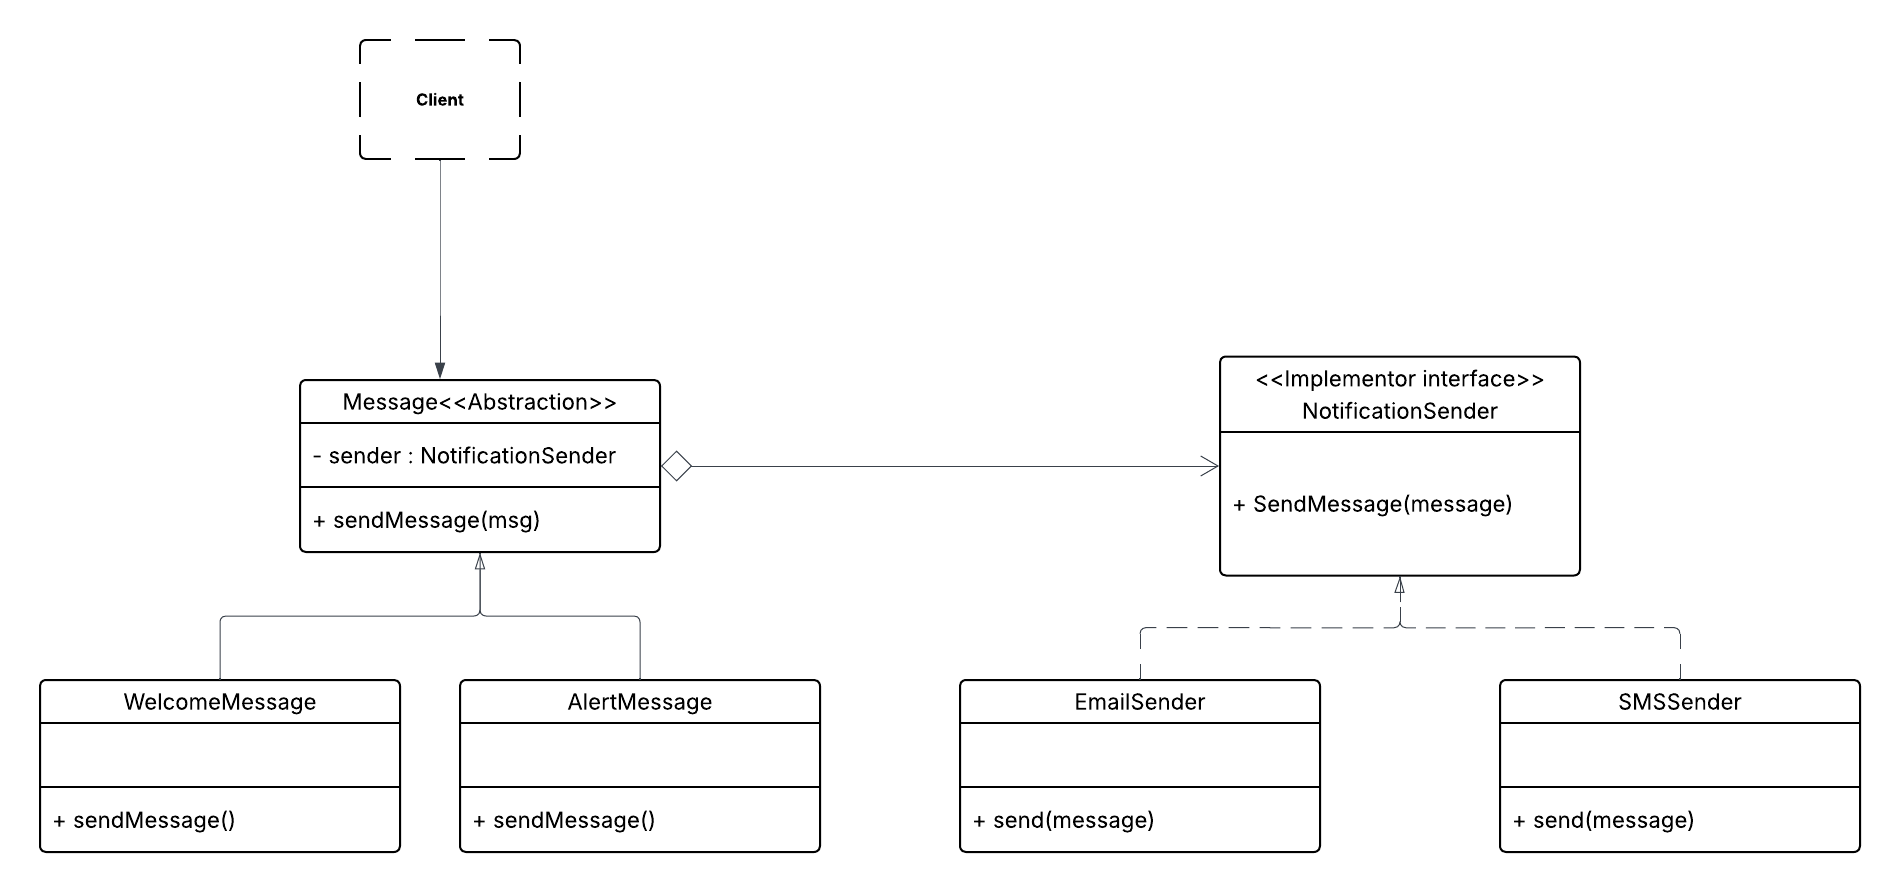 Client
Message<<Abstraction>>
- sender : NotificationSender
+ sendMessage(msg)
<<Implementor interface>>
NotificationSender
+ SendMessage(message)
WelcomeMessage
+ sendMessage()
AlertMessage
+ sendMessage()
EmailSender
+ send(message)
SMSSender
+ send(message)